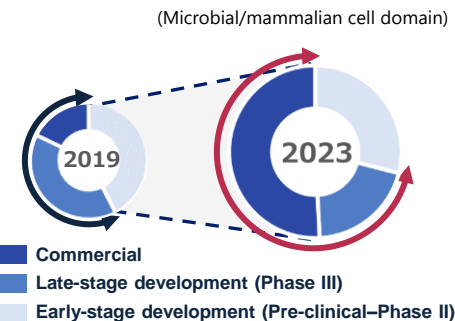 (Microbial/mammalian cell domain)
2019
2023
Commercial
Late-stage development (Phase III)
Early-stage development (Pre-clinical–Phase II)